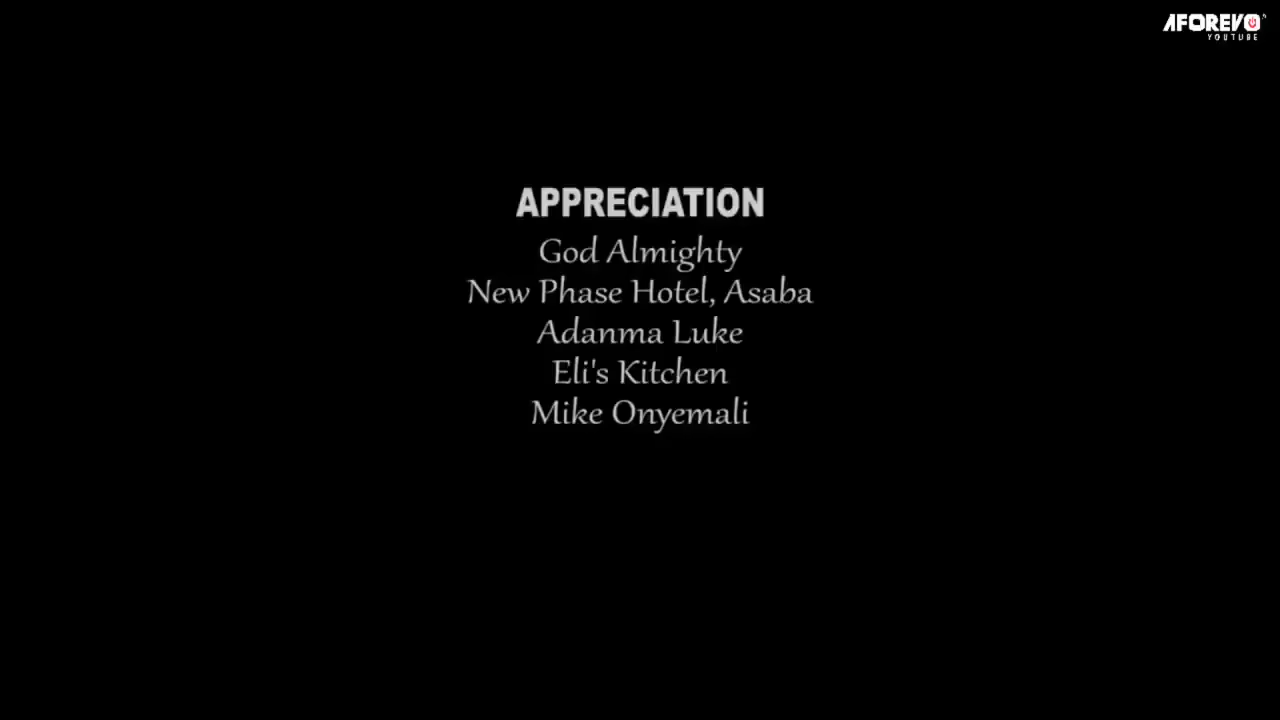 AFOREVO
YOUTUBE
APPRECIATION
God Almighty
New Phase Hotel, Asaba
Adanma Luke
Eli's Kitchen
Mike Onyemali